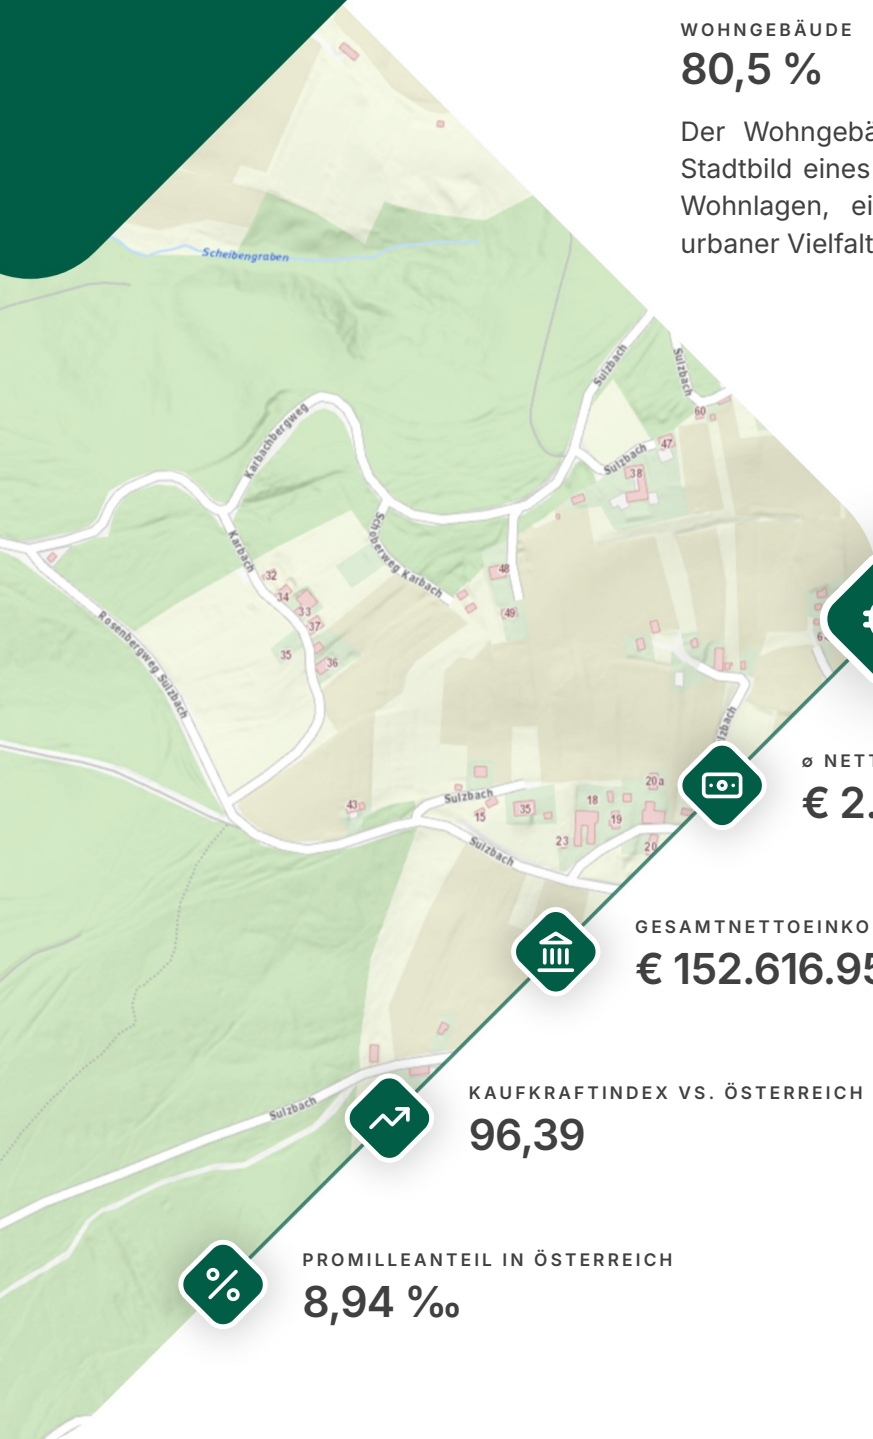 WOHNGEBÄUDE
80,5 %
Der Wohngebä
Stadtbild eines
Wohnlagen, ei
urbaner Vielfalt
Scheibengraben
Sulzbach
Sulzbach
60
Karbachbergweg
47
Sulzbach
38
Schoberweg Karbach
Karbach
48
32
34
33
49
37
Rosenbergweg Sulzbach
35
36
6
17
lzbach
ø NETT
€ 2.
20a
Sulzbach
43
35
18
15
19
23
20
Sulzbach
GESAMTNETTOEINKO
€ 152.616.95
KAUFKRAFTINDEX VS. ÖSTERREICH
96,39
Sulzbach
PROMILLEANTEIL IN ÖSTERREICH
8,94 ‰